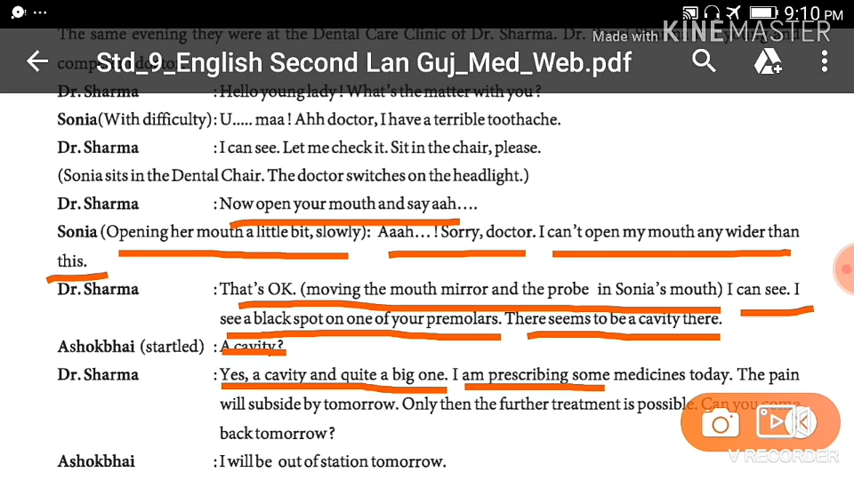 9:10 PM
Made with KINEMASTER
The same evening they were at the Dental Care Clinic of Dr. Sharma. Dr.
Std_9_English Second Lan Guj_Med_Web.pdf
Dr. Sharma : Hello young lady! What's the matter with you?
Sonia(With difficulty): U..... maa! Ahh doctor, I have a terrible toothache.
Dr. Sharma : I can see. Let me check it. Sit in the chair, please.
(Sonia sits in the Dental Chair. The doctor switches on the headlight.)
Dr. Sharma : Now open your mouth and say aah....
Sonia (Opening her mouth a little bit, slowly): Aaah...! Sorry, doctor. I can't open my mouth any wider than
this.
Dr. Sharma : That's OK. (moving the mouth mirror and the probe in Sonia's mouth) I can see. I
see a black spot on one of your premolars. There seems to be a cavity there.
Ashokbhai (startled) : A cavity?
Dr. Sharma : Yes, a cavity and quite a big one. I am prescribing some medicines today. The pain
will subside by tomorrow. Only then the further treatment is possible. Can you come
back tomorrow?
VRECORDER
Ashokbhai : I will be out of station tomorrow.